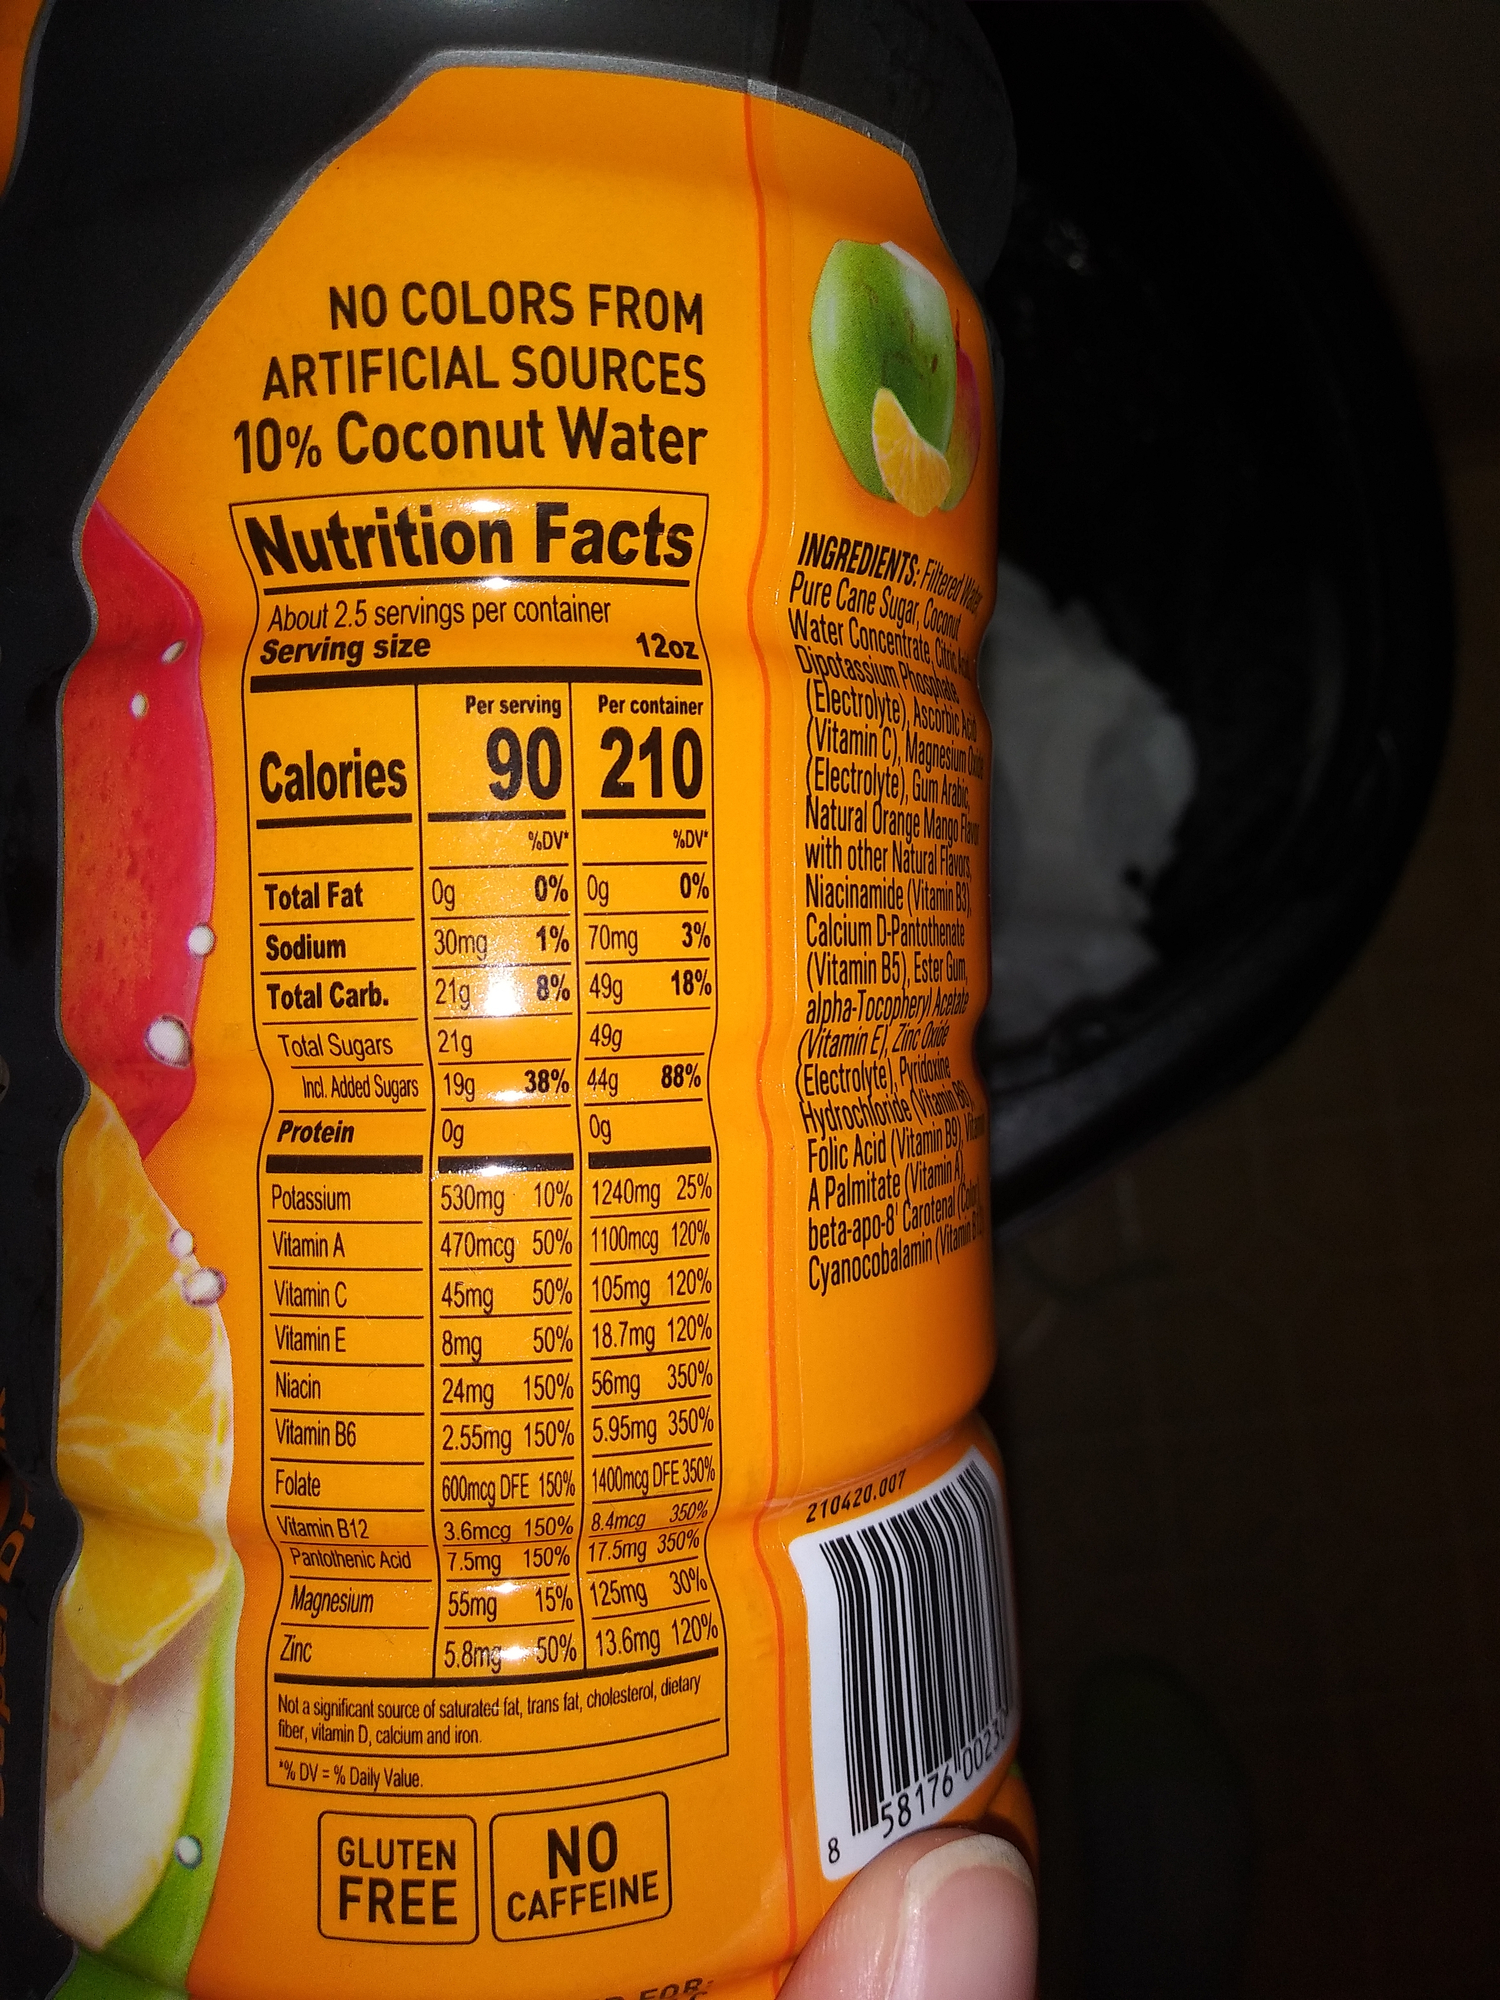 NO COLORS FROM
ARTIFICIAL SOURCES
10% Coconut Water
Nutrition Facts
About 2.5 servings per container
Serving size 12oz
Per serving Per container
Calories 90 210
%DV* %DV*
Total Fat 0g 0% 0g 0%
Sodium 30mg 1% 70mg 3%
Total Carb. 21g 8% 49g 18%
Total Sugars 21g 49g
Incl. Added Sugars 19g 38% 44g 88%
Protein 0g 0g
Potassium 530mg 10% 1240mg 25%
Vitamin A 470mcg 50% 1100mcg 120%
Vitamin C 45mg 50% 105mg 120%
Vitamin E 8mg 50% 18.7mg 120%
Niacin 24mg 150% 56mg 350%
Vitamin B6 2.55mg 150% 5.95mg 350%
Folate 600mcg DFE 150% 1400mcg DFE 350%
Vitamin B12 3.6mcg 150% 8.4mcg 350%
Pantothenic Acid 7.5mg 150% 17.5mg 350%
Magnesium 55mg 15% 125mg 30%
Zinc 5.8mg 50% 13.6mg 120%
Not a significant source of saturated fat, trans fat, cholesterol, dietary
fiber, vitamin D, calcium and iron.
*% DV = % Daily Value.
GLUTEN
FREE
NO
CAFFEINE
INGREDIENTS: Filtered Water,
Pure Cane Sugar, Coconut
Water Concentrate, Citric Acid,
Dipotassium Phosphate
(Electrolyte), Ascorbic Acid
(Vitamin C), Magnesium Oxide
(Electrolyte), Gum Arabic,
Natural Orange Mango Flavor
with other Natural Flavors,
Niacinamide (Vitamin B3),
Calcium D-Pantothenate
(Vitamin B5), Ester Gum,
alpha-Tocopheryl Acetate
(Vitamin E), Zinc Oxide
(Electrolyte), Pyridoxine
Hydrochloride (Vitamin B6),
Folic Acid (Vitamin B9), Vitamin
A Palmitate (Vitamin A),
beta-apo-8' Carotenal (Color),
Cyanocobalamin (Vitamin
210420.007
8 58176 00230
FOR: